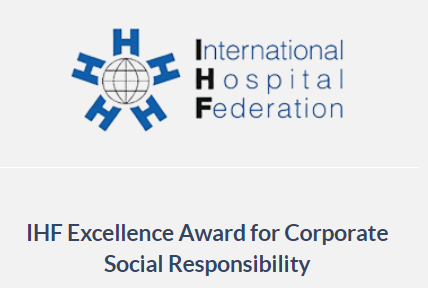 International
Hospital
Federation
IHF Excellence Award for Corporate
Social Responsibility